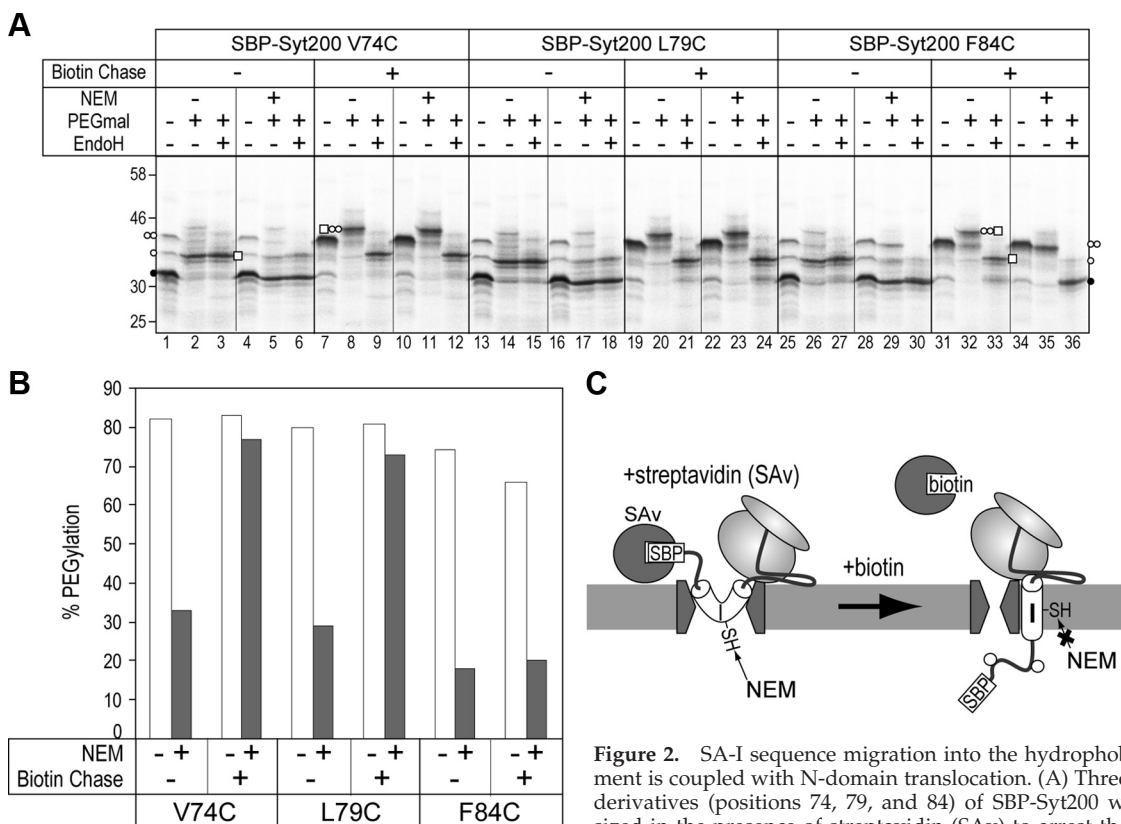 A
SBP-Syt200 V74C SBP-Syt200 L79C SBP-Syt200 F84C
Biotin Chase - + - + - +
NEM - + - + - + - + - + - +
PEGmal - + + - + + - + + - + + - + + - + + - + + - + + - + + - + + - + + - + +
EndoH - - + - - + - - + - - + - - + - - + - - + - - + - - + - - + - - + - - +
58
46
30
25
1 2 3 4 5 6 7 8 9 10 11 12 13 14 15 16 17 18 19 20 21 22 23 24 25 26 27 28 29 30 31 32 33 34 35 36
B
90
80
70
60
50
40
30
20
10
0
% PEGylation
NEM - + - + - + - + - + - +
Biotin Chase - + - + - +
V74C L79C F84C
C
+streptavidin (SAv)
SAv
SBP
I
SH
NEM
+biotin
biotin
I
SH
NEM
SBP
Figure 2. SA-I sequence migration into the hydrophob
ment is coupled with N-domain translocation. (A) Three
derivatives (positions 74, 79, and 84) of SBP-Syt200 w
sized in the presence of streptavidin (SAv) to arrest th